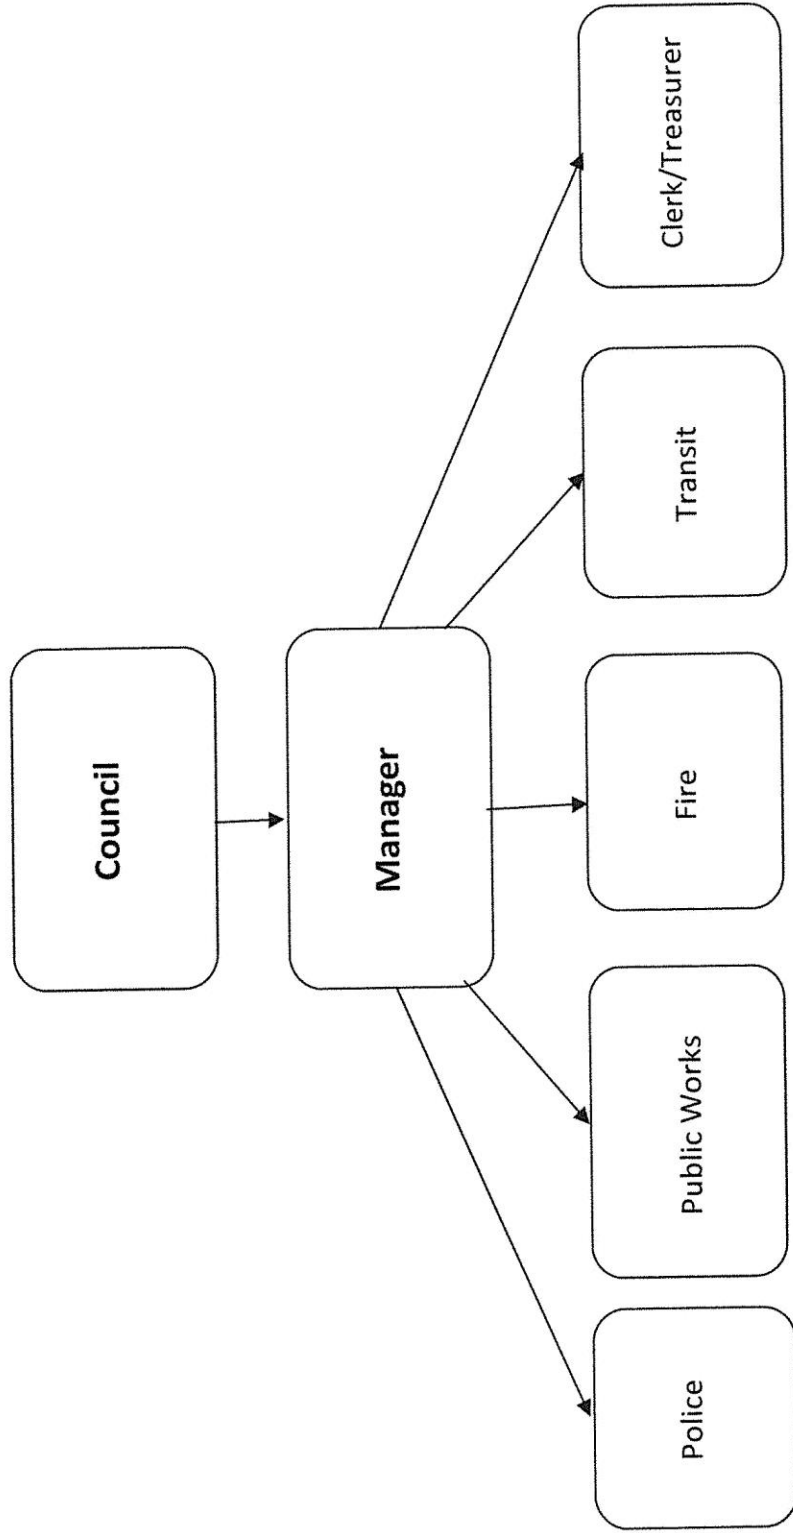 Council
Manager
Police
Public Works
Fire
Transit
Clerk/Treasurer